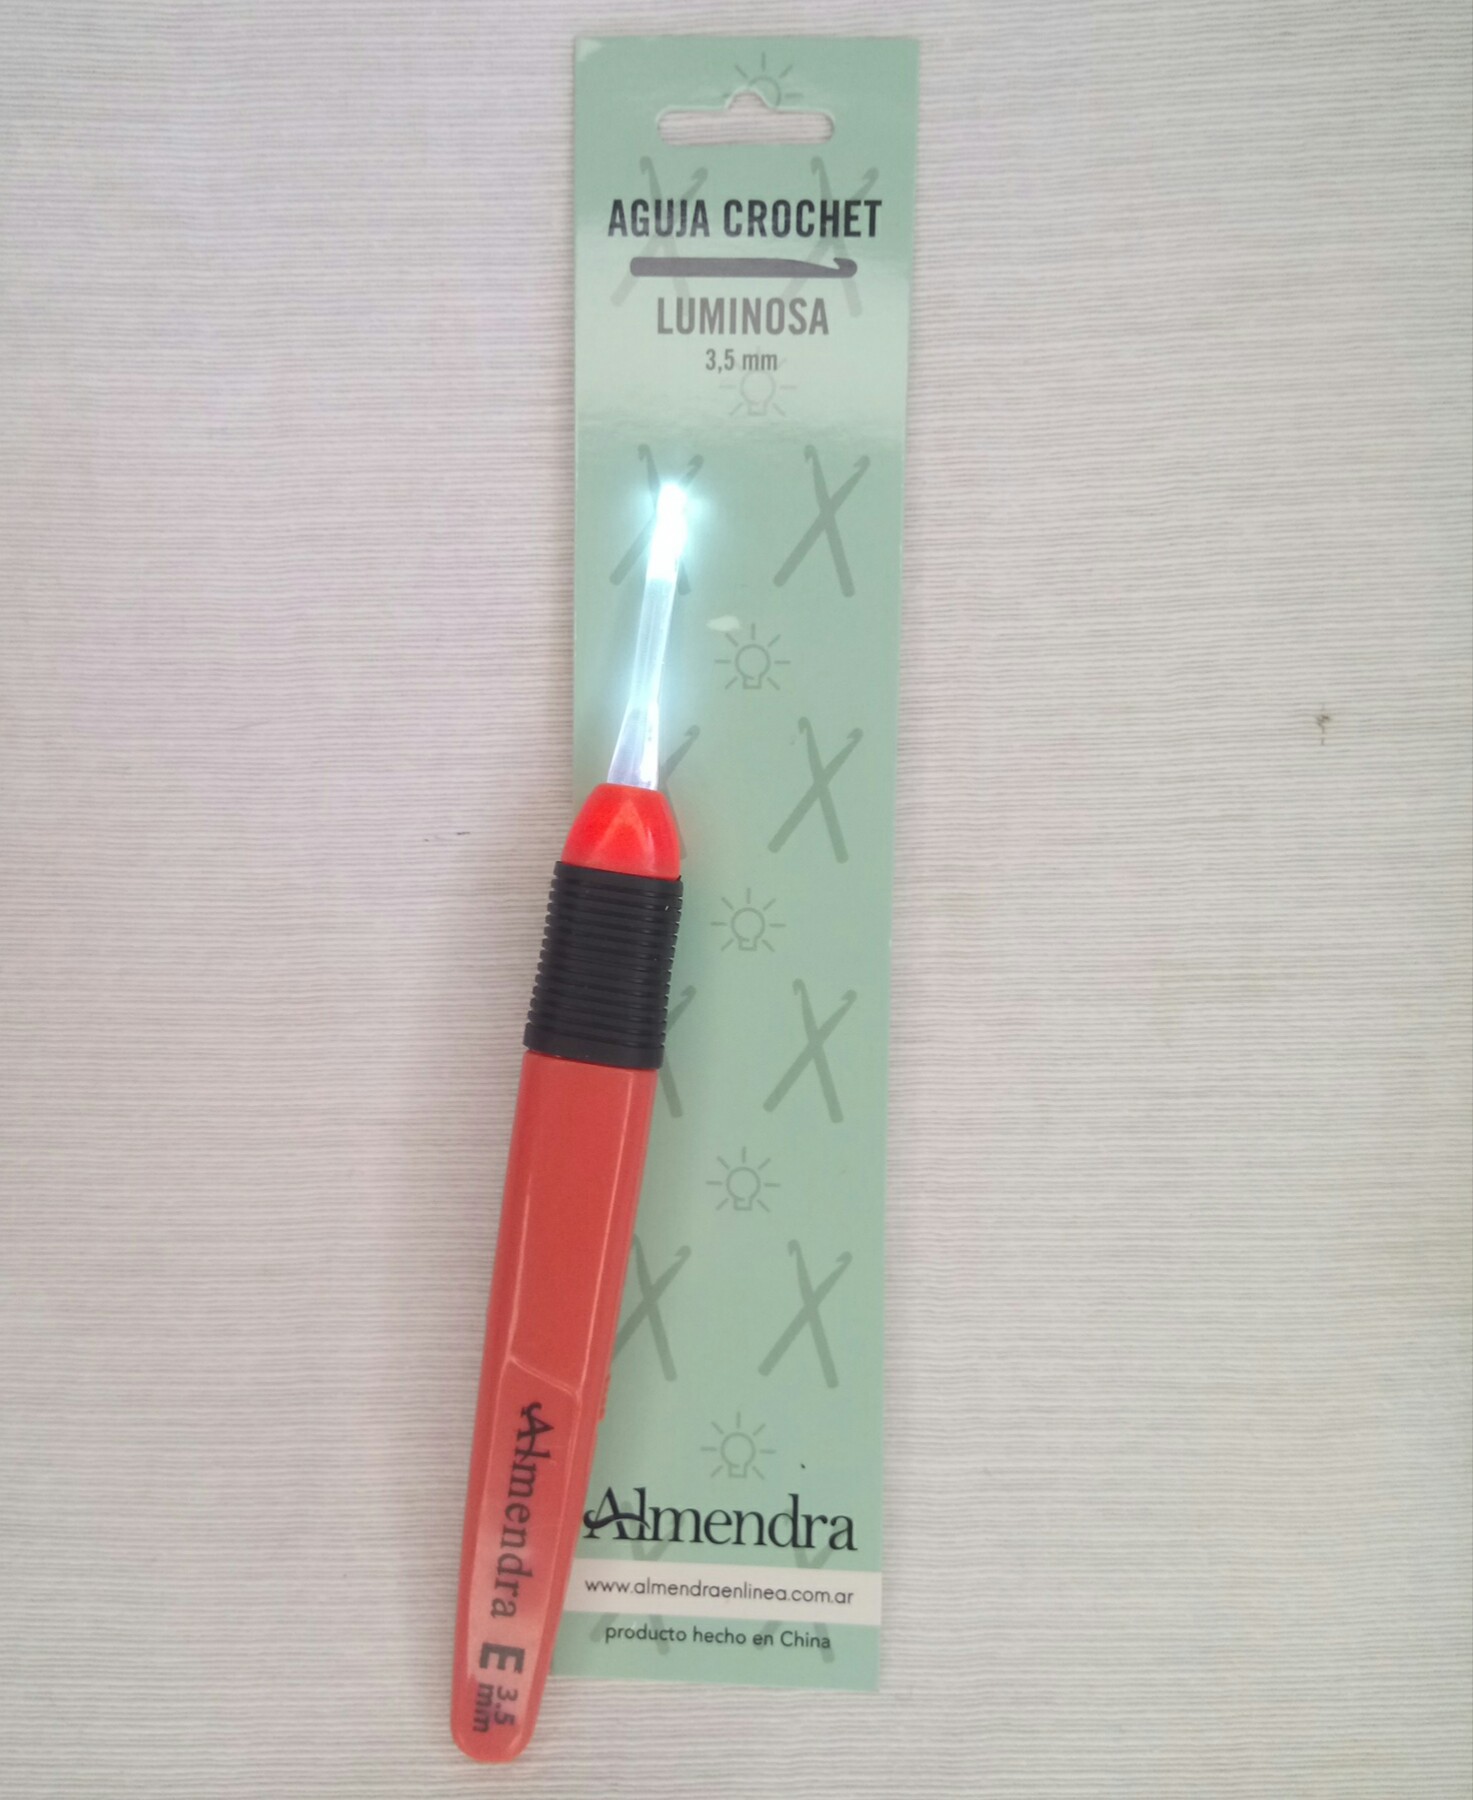 AGUJA CROCHET
LUMINOSA
3,5 mm
Almendra
www.almendraenlinea.com.ar
producto hecho en China
Almendra E 3.5
mm